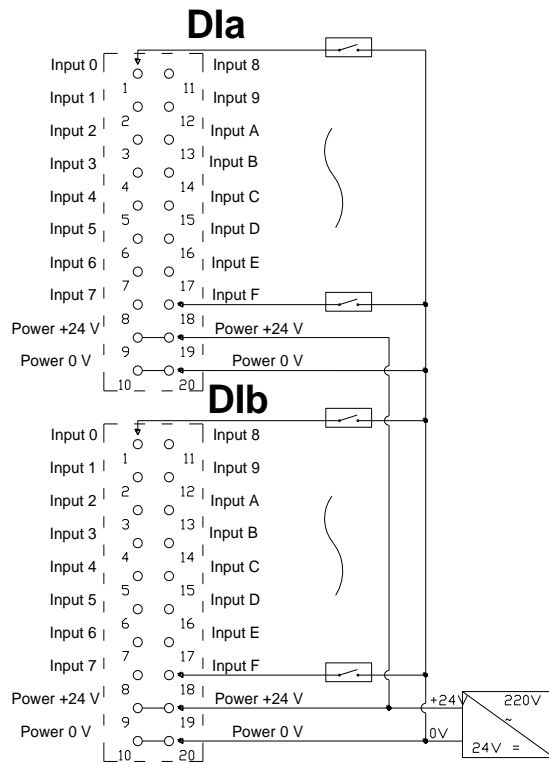 DIa
Input 0 Input 8
1 11
Input 1 Input 9
2 12
Input 2 Input A
3 13
Input 3 Input B
4 14
Input 4 Input C
5 15
Input 5 Input D
6 16
Input 6 Input E
7 17
Input 7 Input F
8 18
Power +24 V Power +24 V
9 19
Power 0 V Power 0 V
10 20
DIb
Input 0 Input 8
1 11
Input 1 Input 9
2 12
Input 2 Input A
3 13
Input 3 Input B
4 14
Input 4 Input C
5 15
Input 5 Input D
6 16
Input 6 Input E
7 17
Input 7 Input F
8 18
Power +24 V Power +24 V +24V 220V
9 19
~
Power 0 V Power 0 V 0V
10 20 24V =